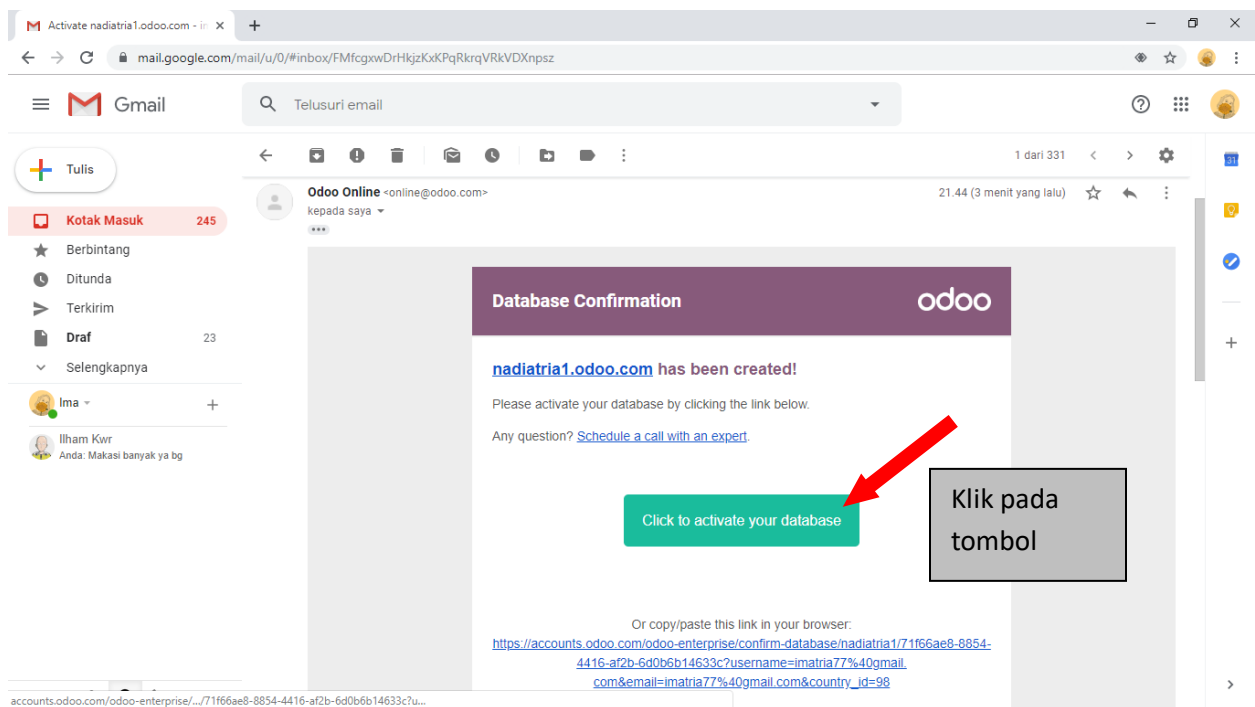 Activate nadiatria1.odoo.com - in
mail.google.com/mail/u/0/#inbox/FMfcgxwDrHkjzKxKPqRkrqVRkVDXnpsz
Gmail
Telusuri email
Tulis
1 dari 331
31
Odoo Online <online@odoo.com>
21.44 (3 menit yang lalu)
kepada saya
Kotak Masuk 245
Berbintang
Ditunda
Terkirim
Draf 23
Selengkapnya
Ima
Ilham Kwr
Anda: Makasi banyak ya bg
Database Confirmation
odoo
nadiatria1.odoo.com has been created!
Please activate your database by clicking the link below.
Any question? Schedule a call with an expert.
Click to activate your database
Klik pada
tombol
Or copy/paste this link in your browser:
https://accounts.odoo.com/odoo-enterprise/confirm-database/nadiatria1/71f66ae8-8854-
4416-af2b-6d0b6b14633c?username=imatria77%40gmail.
com&email=imatria77%40gmail.com&country_id=98
accounts.odoo.com/odoo-enterprise/.../71f66ae8-8854-4416-af2b-6d0b6b14633c?u...